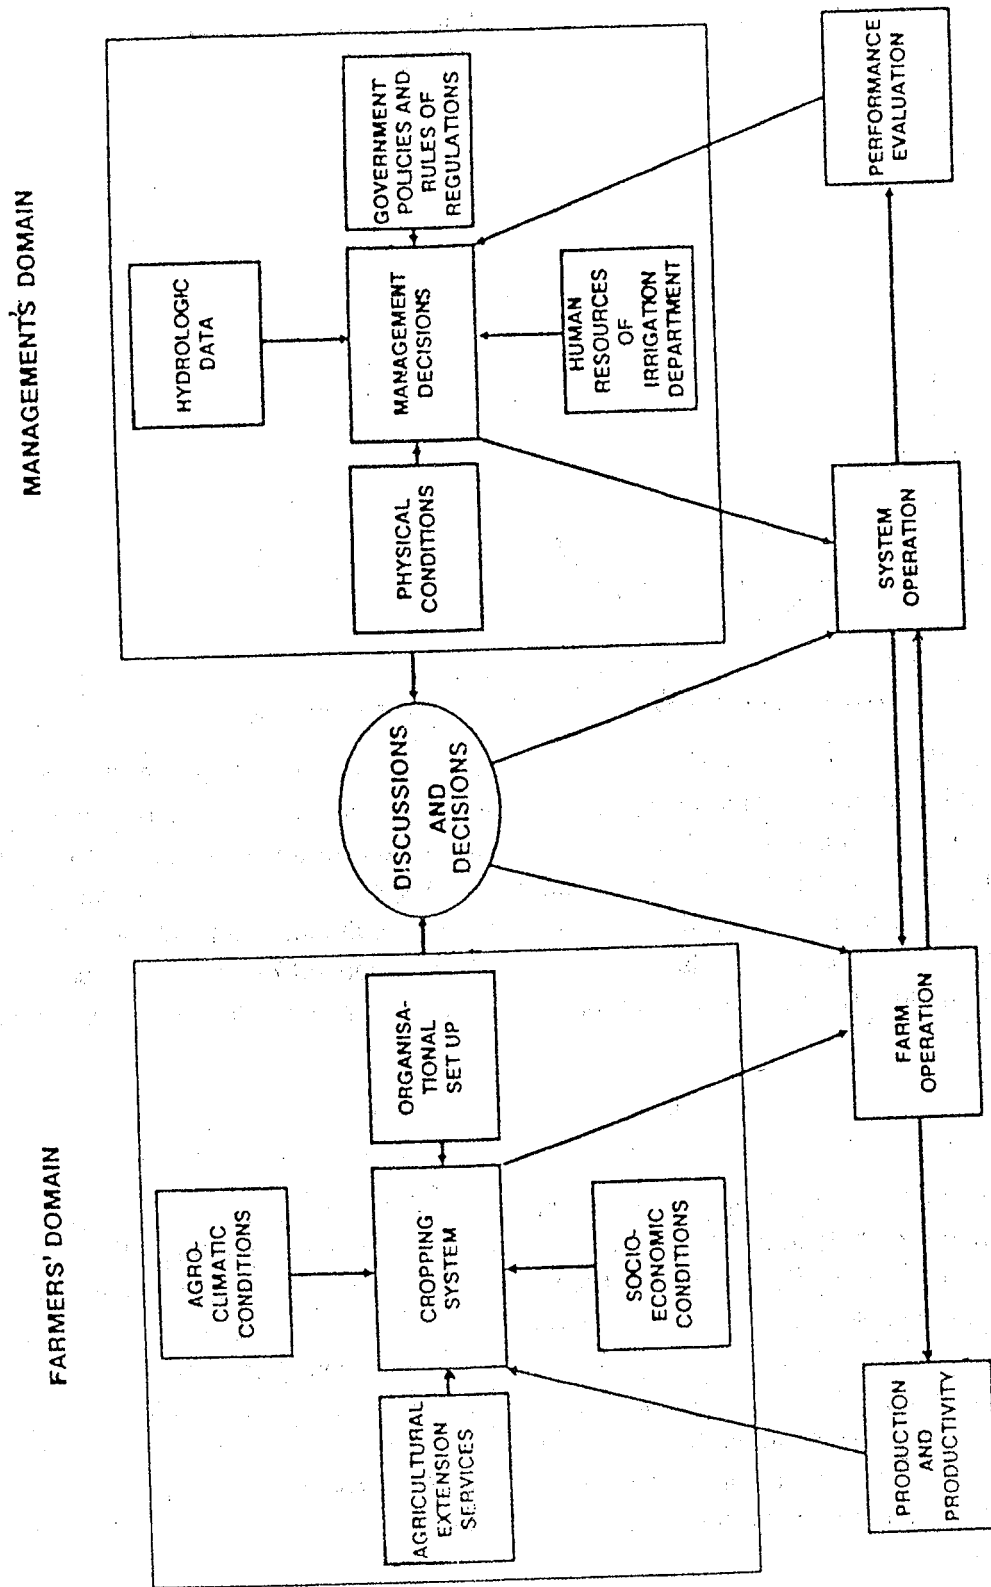 FARMERS' DOMAIN
MANAGEMENT'S DOMAIN
AGRO-
CLIMATIC
CONDITIONS
AGRICULTURAL
EXTENSION
SERVICES
CROPPING
SYSTEM
ORGANISA-
TIONAL
SET UP
SOCIO-
ECONOMIC
CONDITIONS
DISCUSSIONS
AND
DECISIONS
HYDROLOGIC
DATA
PHYSICAL
CONDITIONS
MANAGEMENT
DECISIONS
GOVERNMENT
POLICIES AND
RULES OF
REGULATIONS
HUMAN
RESOURCES
OF
IRRIGATION
DEPARTMENT
PRODUCTION
AND
PRODUCTIVITY
FARM
OPERATION
SYSTEM
OPERATION
PERFORMANCE
EVALUATION